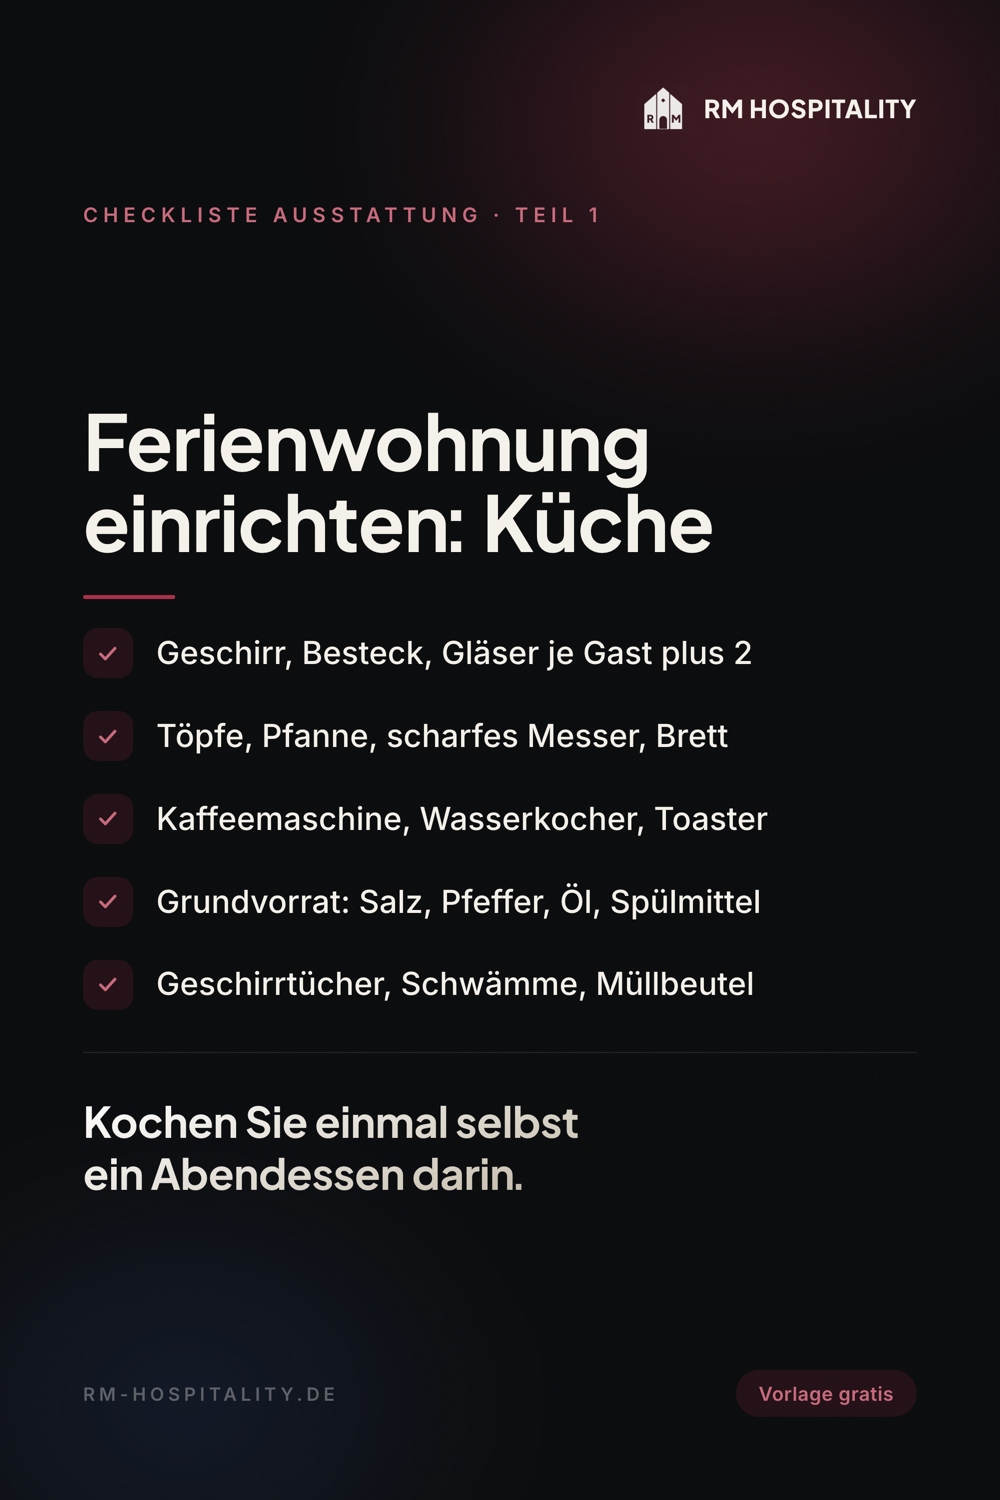 R M
RM HOSPITALITY
CHECKLISTE AUSSTATTUNG · TEIL 1
Ferienwohnung
einrichten: Küche
Geschirr, Besteck, Gläser je Gast plus 2
Töpfe, Pfanne, scharfes Messer, Brett
Kaffeemaschine, Wasserkocher, Toaster
Grundvorrat: Salz, Pfeffer, Öl, Spülmittel
Geschirrtücher, Schwämme, Müllbeutel
Kochen Sie einmal selbst
ein Abendessen darin.
RM-HOSPITALITY.DE
Vorlage gratis